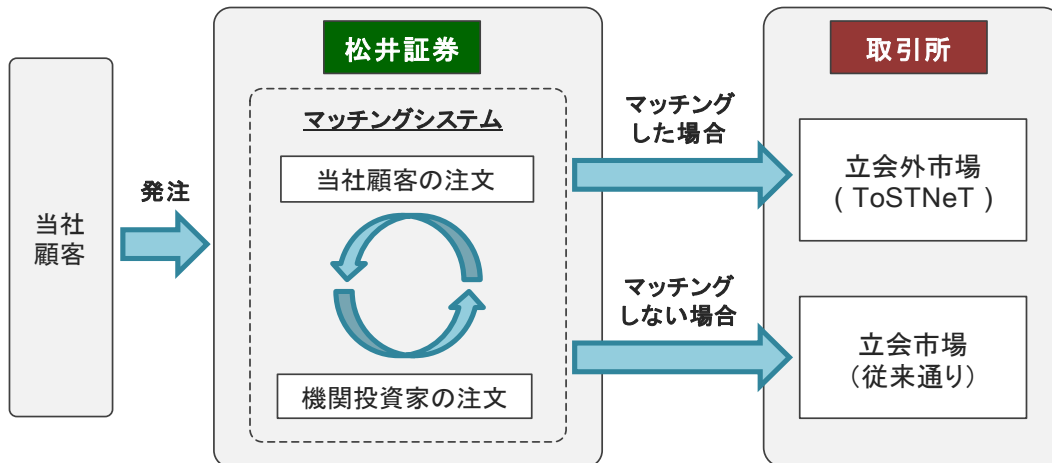 当社
顧客
発注
松井証券
マッチングシステム
当社顧客の注文
機関投資家の注文
マッチング
した場合
マッチング
しない場合
取引所
立会外市場
( ToSTNeT )
立会市場
（従来通り）